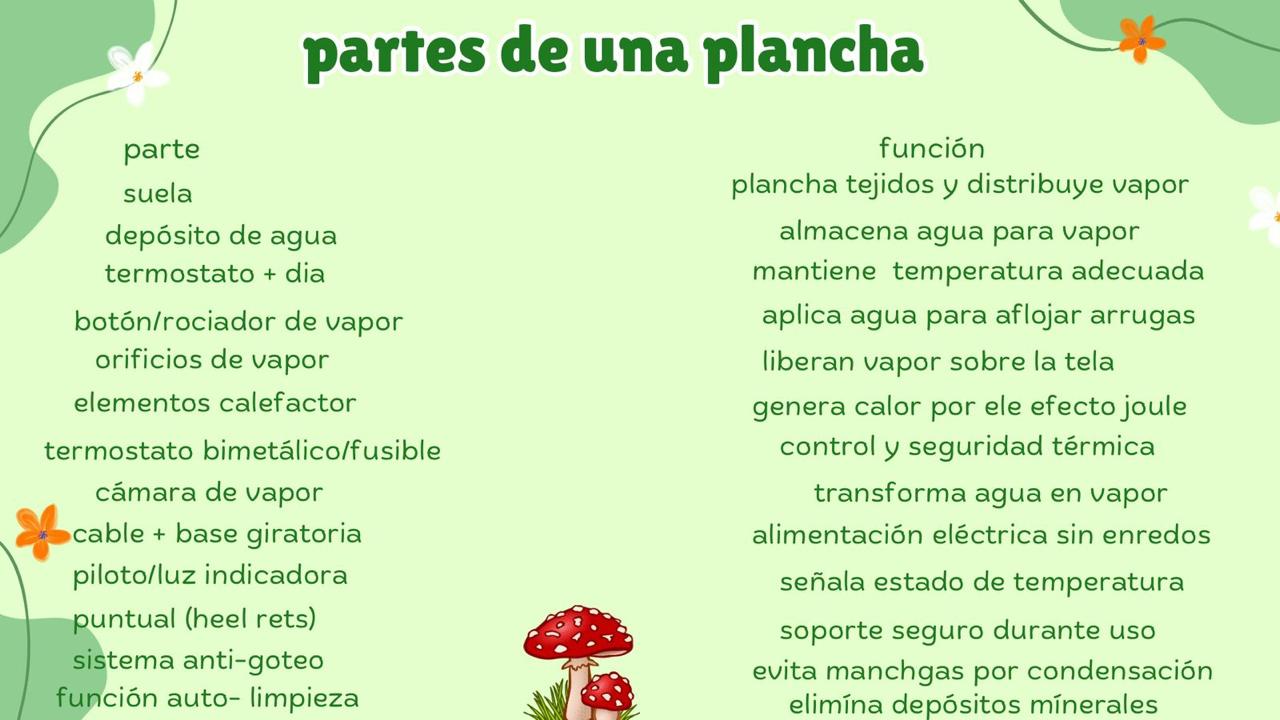 partes de una plancha
parte función
suela plancha tejidos y distribuye vapor
depósito de agua almacena agua para vapor
termostato + dia mantiene temperatura adecuada
botón/rociador de vapor aplica agua para aflojar arrugas
orificios de vapor liberan vapor sobre la tela
elementos calefactor genera calor por ele efecto joule
termostato bimetálico/fusible control y seguridad térmica
cámara de vapor transforma agua en vapor
cable + base giratoria alimentación eléctrica sin enredos
piloto/luz indicadora señala estado de temperatura
puntual (heel rets) soporte seguro durante uso
sistema anti-goteo evita manchgas por condensación
función auto- limpieza elimína depósitos mínerales